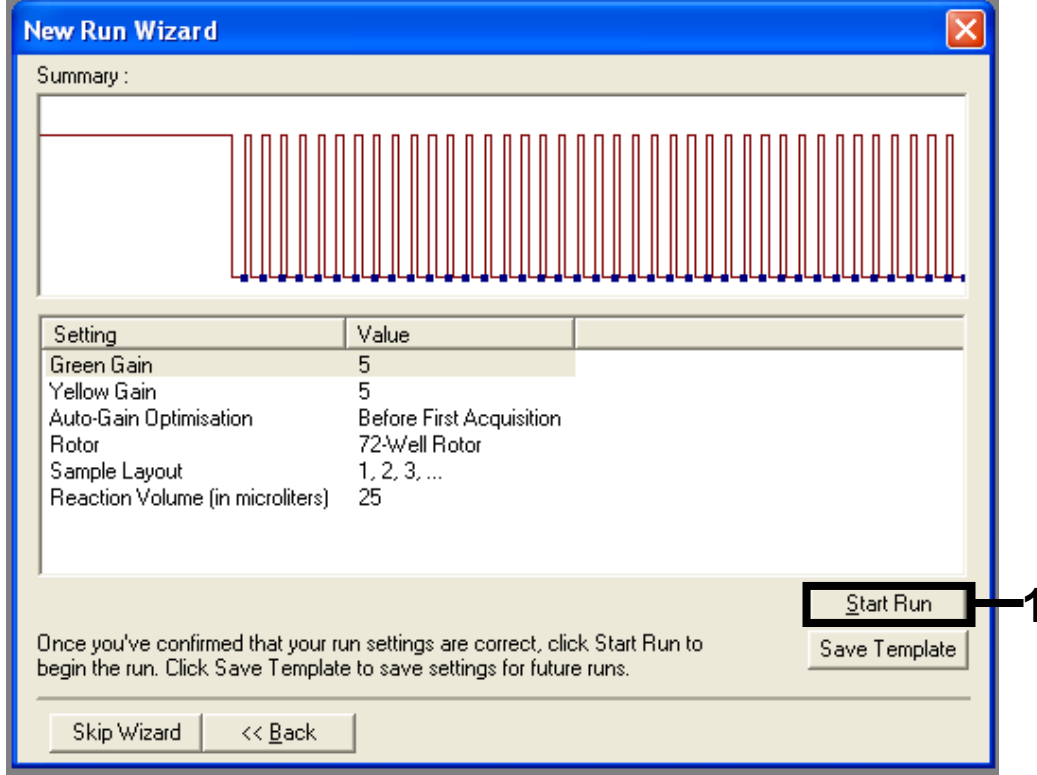 New Run Wizard
Summary :
Setting Value
Green Gain 5
Yellow Gain 5
Auto-Gain Optimisation Before First Acquisition
Rotor 72-Well Rotor
Sample Layout 1, 2, 3, ...
Reaction Volume (in microliters) 25
Start Run
1
Once you've confirmed that your run settings are correct, click Start Run to
begin the run. Click Save Template to save settings for future runs.
Save Template
Skip Wizard
<< Back